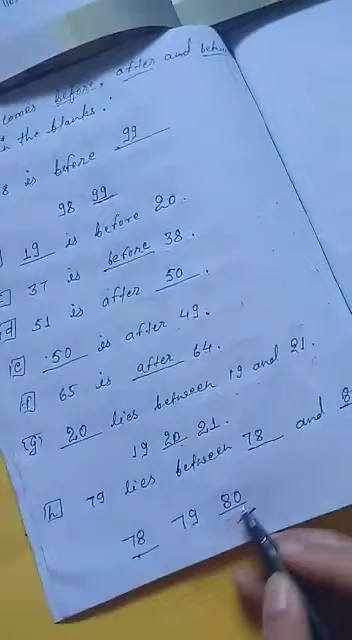 comes before, after and
in the blanks.
8 is before 99
98 99
19 is before 20.
37 is before 38.
[d] 51 is after 50.
[e] 50 is after 49.
[f] 65 is after 64.
(g) 20 lies between 19 and 21.
19 20 21.
[h] 79 lies between 78 and 8
78 79 80